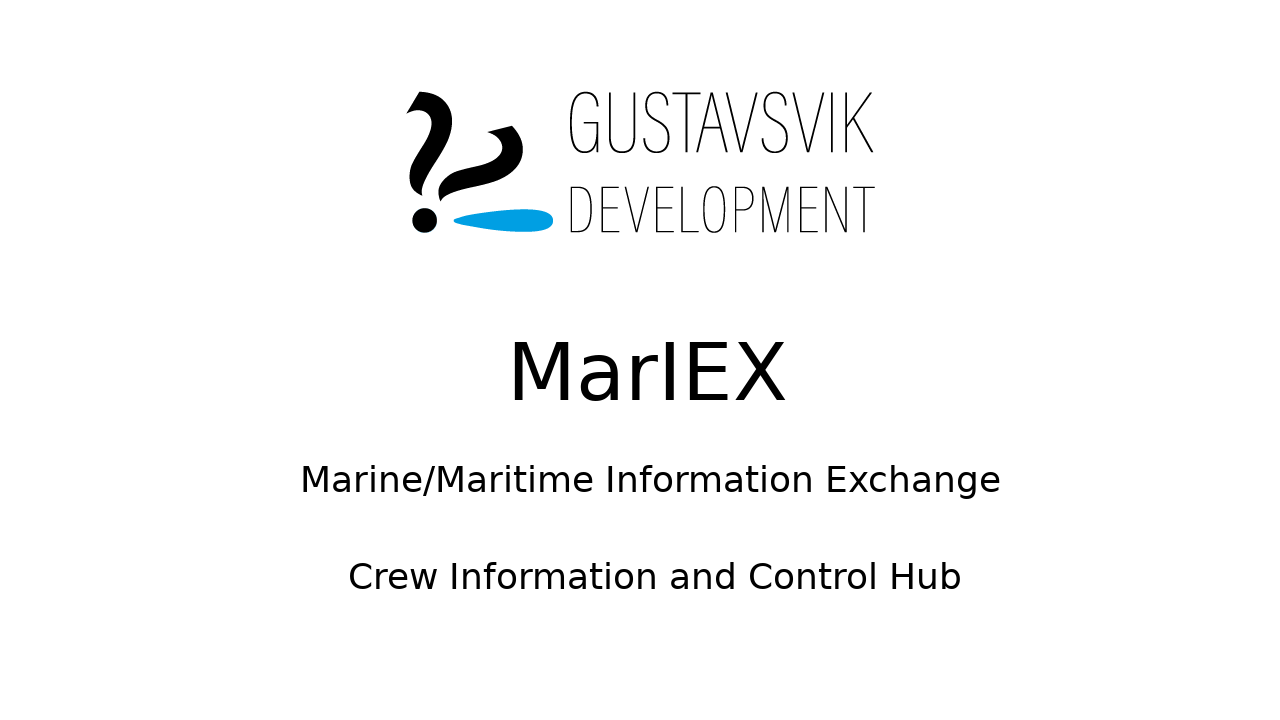 GUSTAVSVIK
DEVELOPMENT
MarIEX
Marine/Maritime Information Exchange
Crew Information and Control Hub